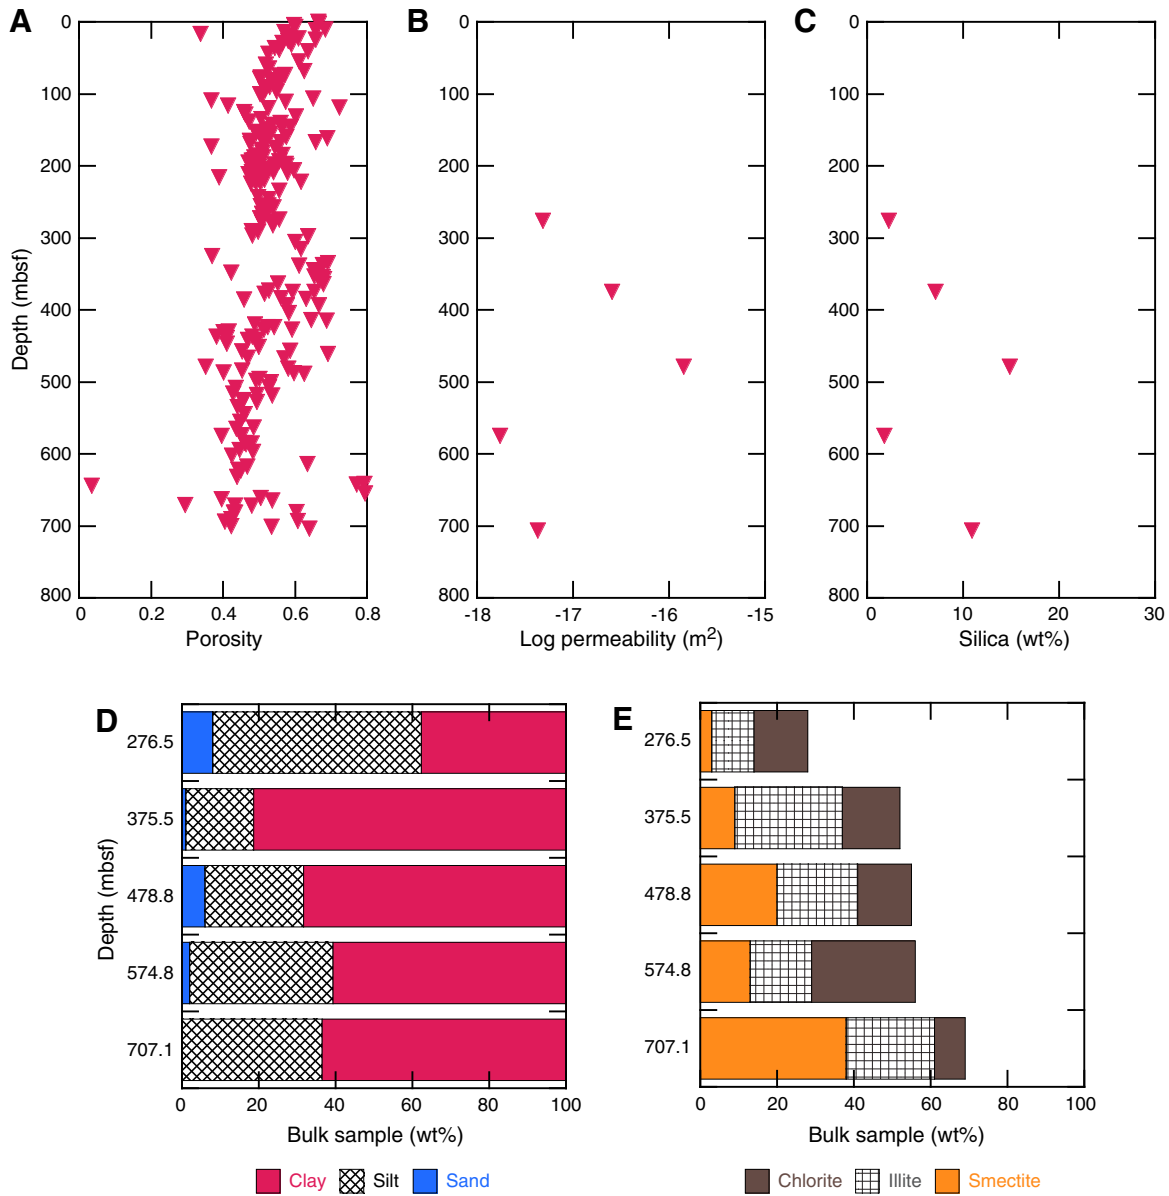 A
B
C
0
100
200
300
400
500
600
700
800
Depth (mbsf)
0 0.2 0.4 0.6 0.8
Porosity
0
100
200
300
400
500
600
700
800
-18 -17 -16 -15
Log permeability (m2)
0
100
200
300
400
500
600
700
800
0 10 20 30
Silica (wt%)
D
276.5
375.5
478.8
574.8
707.1
Depth (mbsf)
0 20 40 60 80 100
Bulk sample (wt%)
Clay Silt Sand
E
276.5
375.5
478.8
574.8
707.1
0 20 40 60 80 100
Bulk sample (wt%)
Chlorite Illite Smectite